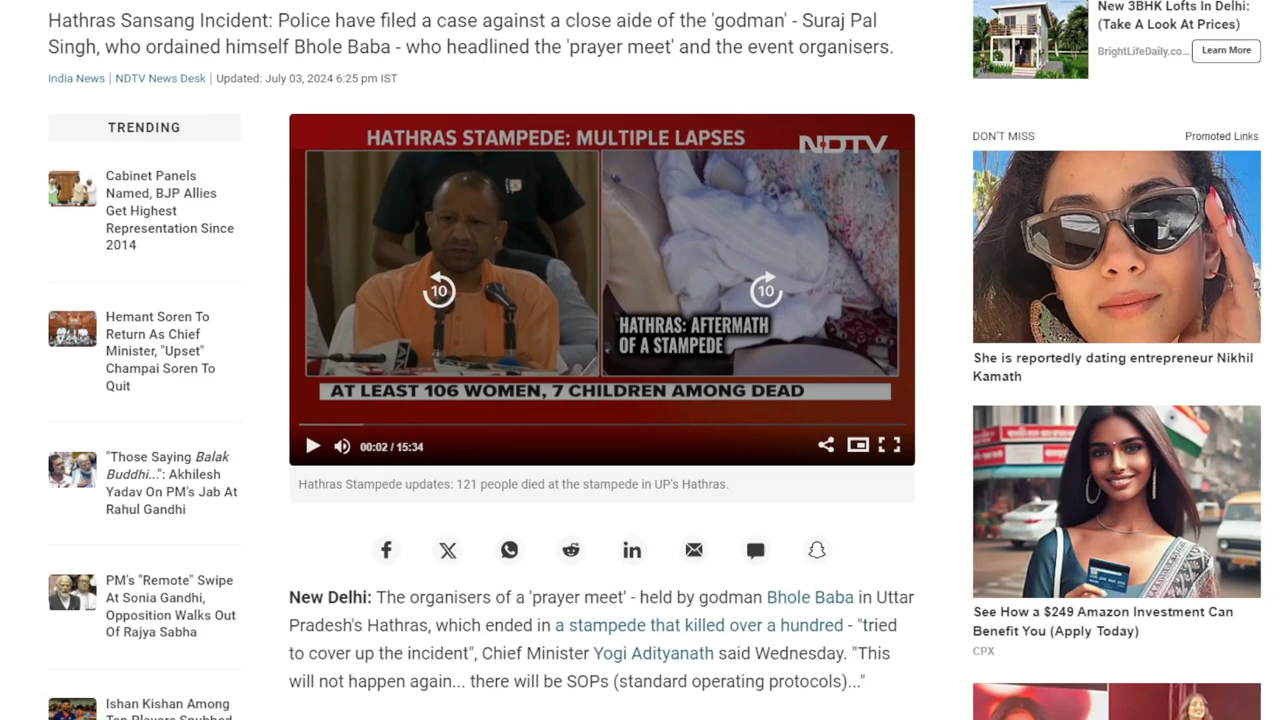 Hathras Sansang Incident: Police have filed a case against a close aide of the 'godman' - Suraj Pal
Singh, who ordained himself Bhole Baba - who headlined the 'prayer meet' and the event organisers.
India News | NDTV News Desk | Updated: July 03, 2024 6:25 pm IST
TRENDING
Cabinet Panels
Named, BJP Allies
Get Highest
Representation Since
2014
Hemant Soren To
Return As Chief
Minister, "Upset"
Champai Soren To
Quit
"Those Saying Balak
Buddhi...": Akhilesh
Yadav On PM's Jab At
Rahul Gandhi
PM's "Remote" Swipe
At Sonia Gandhi,
Opposition Walks Out
Of Rajya Sabha
Ishan Kishan Among
HATHRAS STAMPEDE: MULTIPLE LAPSES
NDTV
10
10
HATHRAS: AFTERMATH
OF A STAMPEDE
AT LEAST 106 WOMEN, 7 CHILDREN AMONG DEAD
00:02 / 15:34
Hathras Stampede updates: 121 people died at the stampede in UP's Hathras.
New Delhi: The organisers of a 'prayer meet' - held by godman Bhole Baba in Uttar
Pradesh's Hathras, which ended in a stampede that killed over a hundred - "tried
to cover up the incident", Chief Minister Yogi Adityanath said Wednesday. "This
will not happen again... there will be SOPs (standard operating protocols)..."
New 3BHK Lofts In Delhi:
(Take A Look At Prices)
BrightLifeDaily.co...
Learn More
DON'T MISS
Promoted Links
She is reportedly dating entrepreneur Nikhil
Kamath
See How a $249 Amazon Investment Can
Benefit You (Apply Today)
CPX